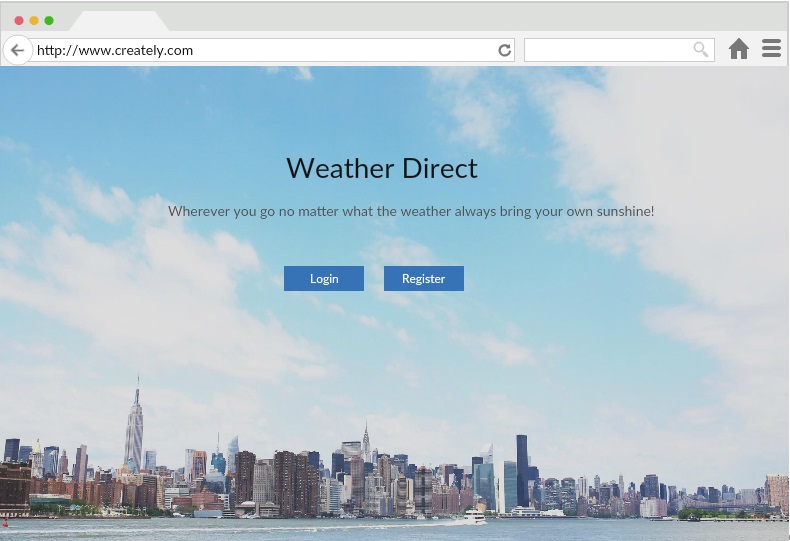 http://www.creately.com
Weather Direct
Wherever you go no matter what the weather always bring your own sunshine!
Login
Register